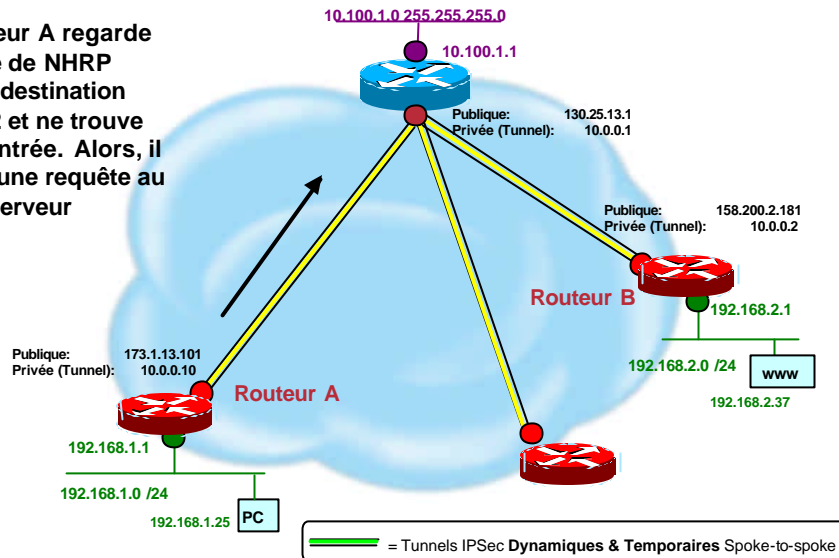 10.100.1.0 255.255.255.0
eur A regarde
de NHRP
destination
et ne trouve
ntrée. Alors, il
une requête au
erveur
10.100.1.1
Publique: 130.25.13.1
Privée (Tunnel): 10.0.0.1
Publique: 158.200.2.181
Privée (Tunnel): 10.0.0.2
Routeur B
192.168.2.1
192.168.2.0 /24
www
192.168.2.37
Publique: 173.1.13.101
Privée (Tunnel): 10.0.0.10
Routeur A
192.168.1.1
192.168.1.0 /24
192.168.1.25
PC
= Tunnels IPSec Dynamiques & Temporaires Spoke-to-spoke